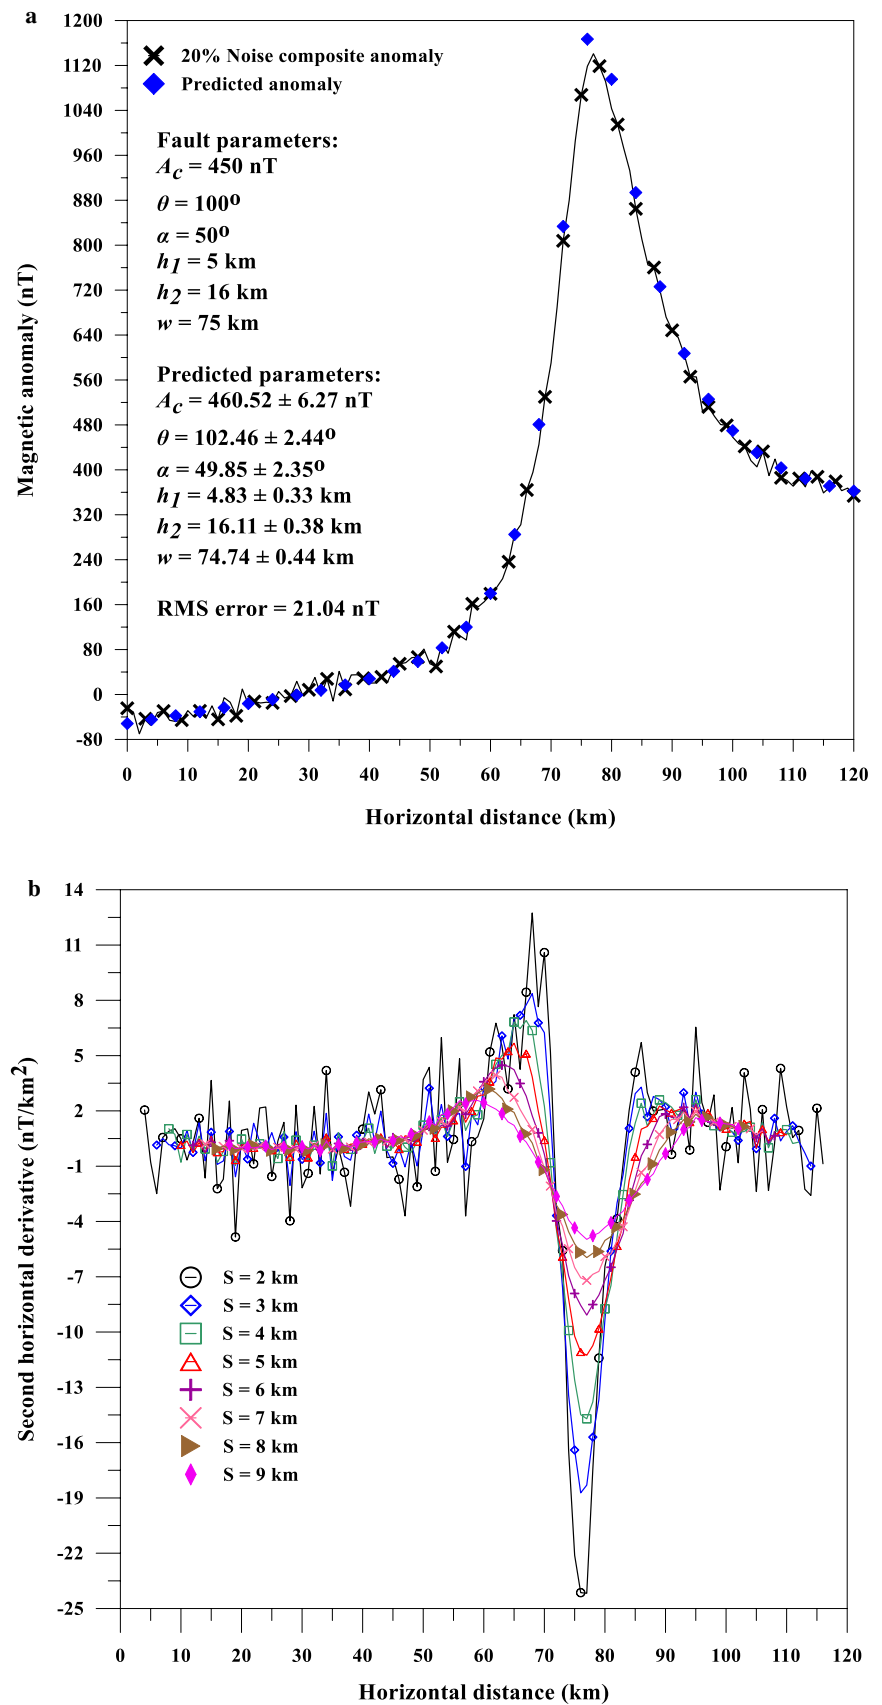 a
1200
1120
1040
960
880
800
720
640
560
480
400
320
240
160
80
0
-80
Magnetic anomaly (nT)
20% Noise composite anomaly
Predicted anomaly
Fault parameters:
A_c = 450 nT
θ = 100º
α = 50º
h1 = 5 km
h2 = 16 km
w = 75 km
Predicted parameters:
A_c = 460.52 ± 6.27 nT
θ = 102.46 ± 2.44º
α = 49.85 ± 2.35º
h1 = 4.83 ± 0.33 km
h2 = 16.11 ± 0.38 km
w = 74.74 ± 0.44 km
RMS error = 21.04 nT
0 10 20 30 40 50 60 70 80 90 100 110 120
Horizontal distance (km)
b
14
11
8
5
2
-1
-4
-7
-10
-13
-16
-19
-22
-25
Second horizontal derivative (nT/km²)
S = 2 km
S = 3 km
S = 4 km
S = 5 km
S = 6 km
S = 7 km
S = 8 km
S = 9 km
0 10 20 30 40 50 60 70 80 90 100 110 120
Horizontal distance (km)